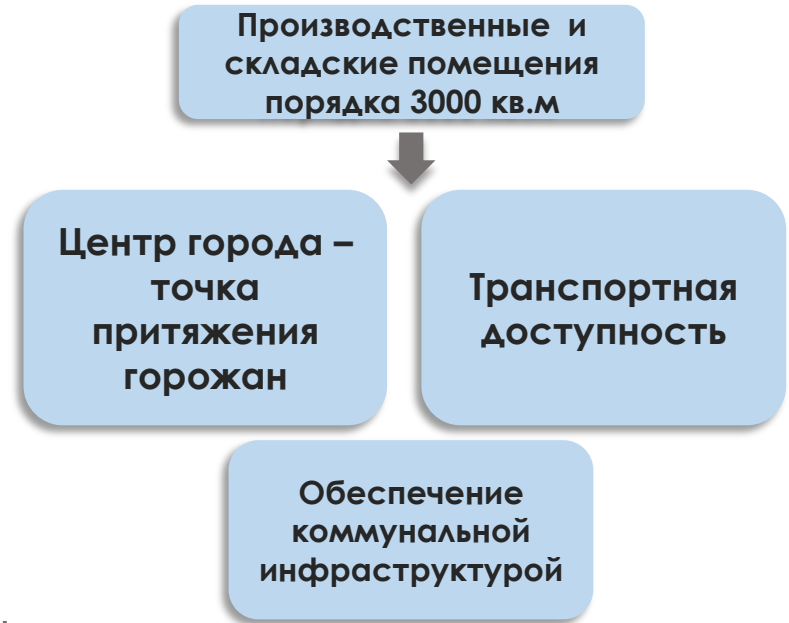 Производственные и
складские помещения
порядка 3000 кв.м
Центр города –
точка
притяжения
горожан
Транспортная
доступность
Обеспечение
коммунальной
инфраструктурой